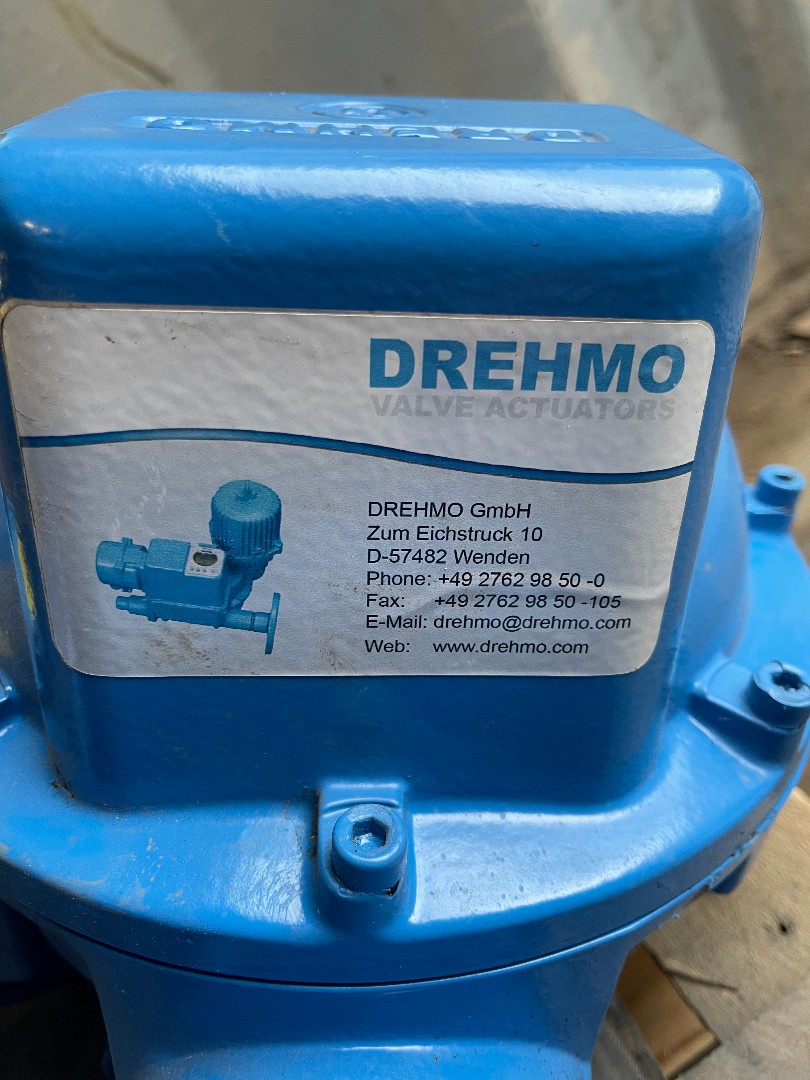 DREHMO
DREHMO
VALVE ACTUATORS
DREHMO GmbH
Zum Eichstruck 10
D-57482 Wenden
Phone: +49 2762 98 50 -0
Fax: +49 2762 98 50 -105
E-Mail: drehmo@drehmo.com
Web: www.drehmo.com